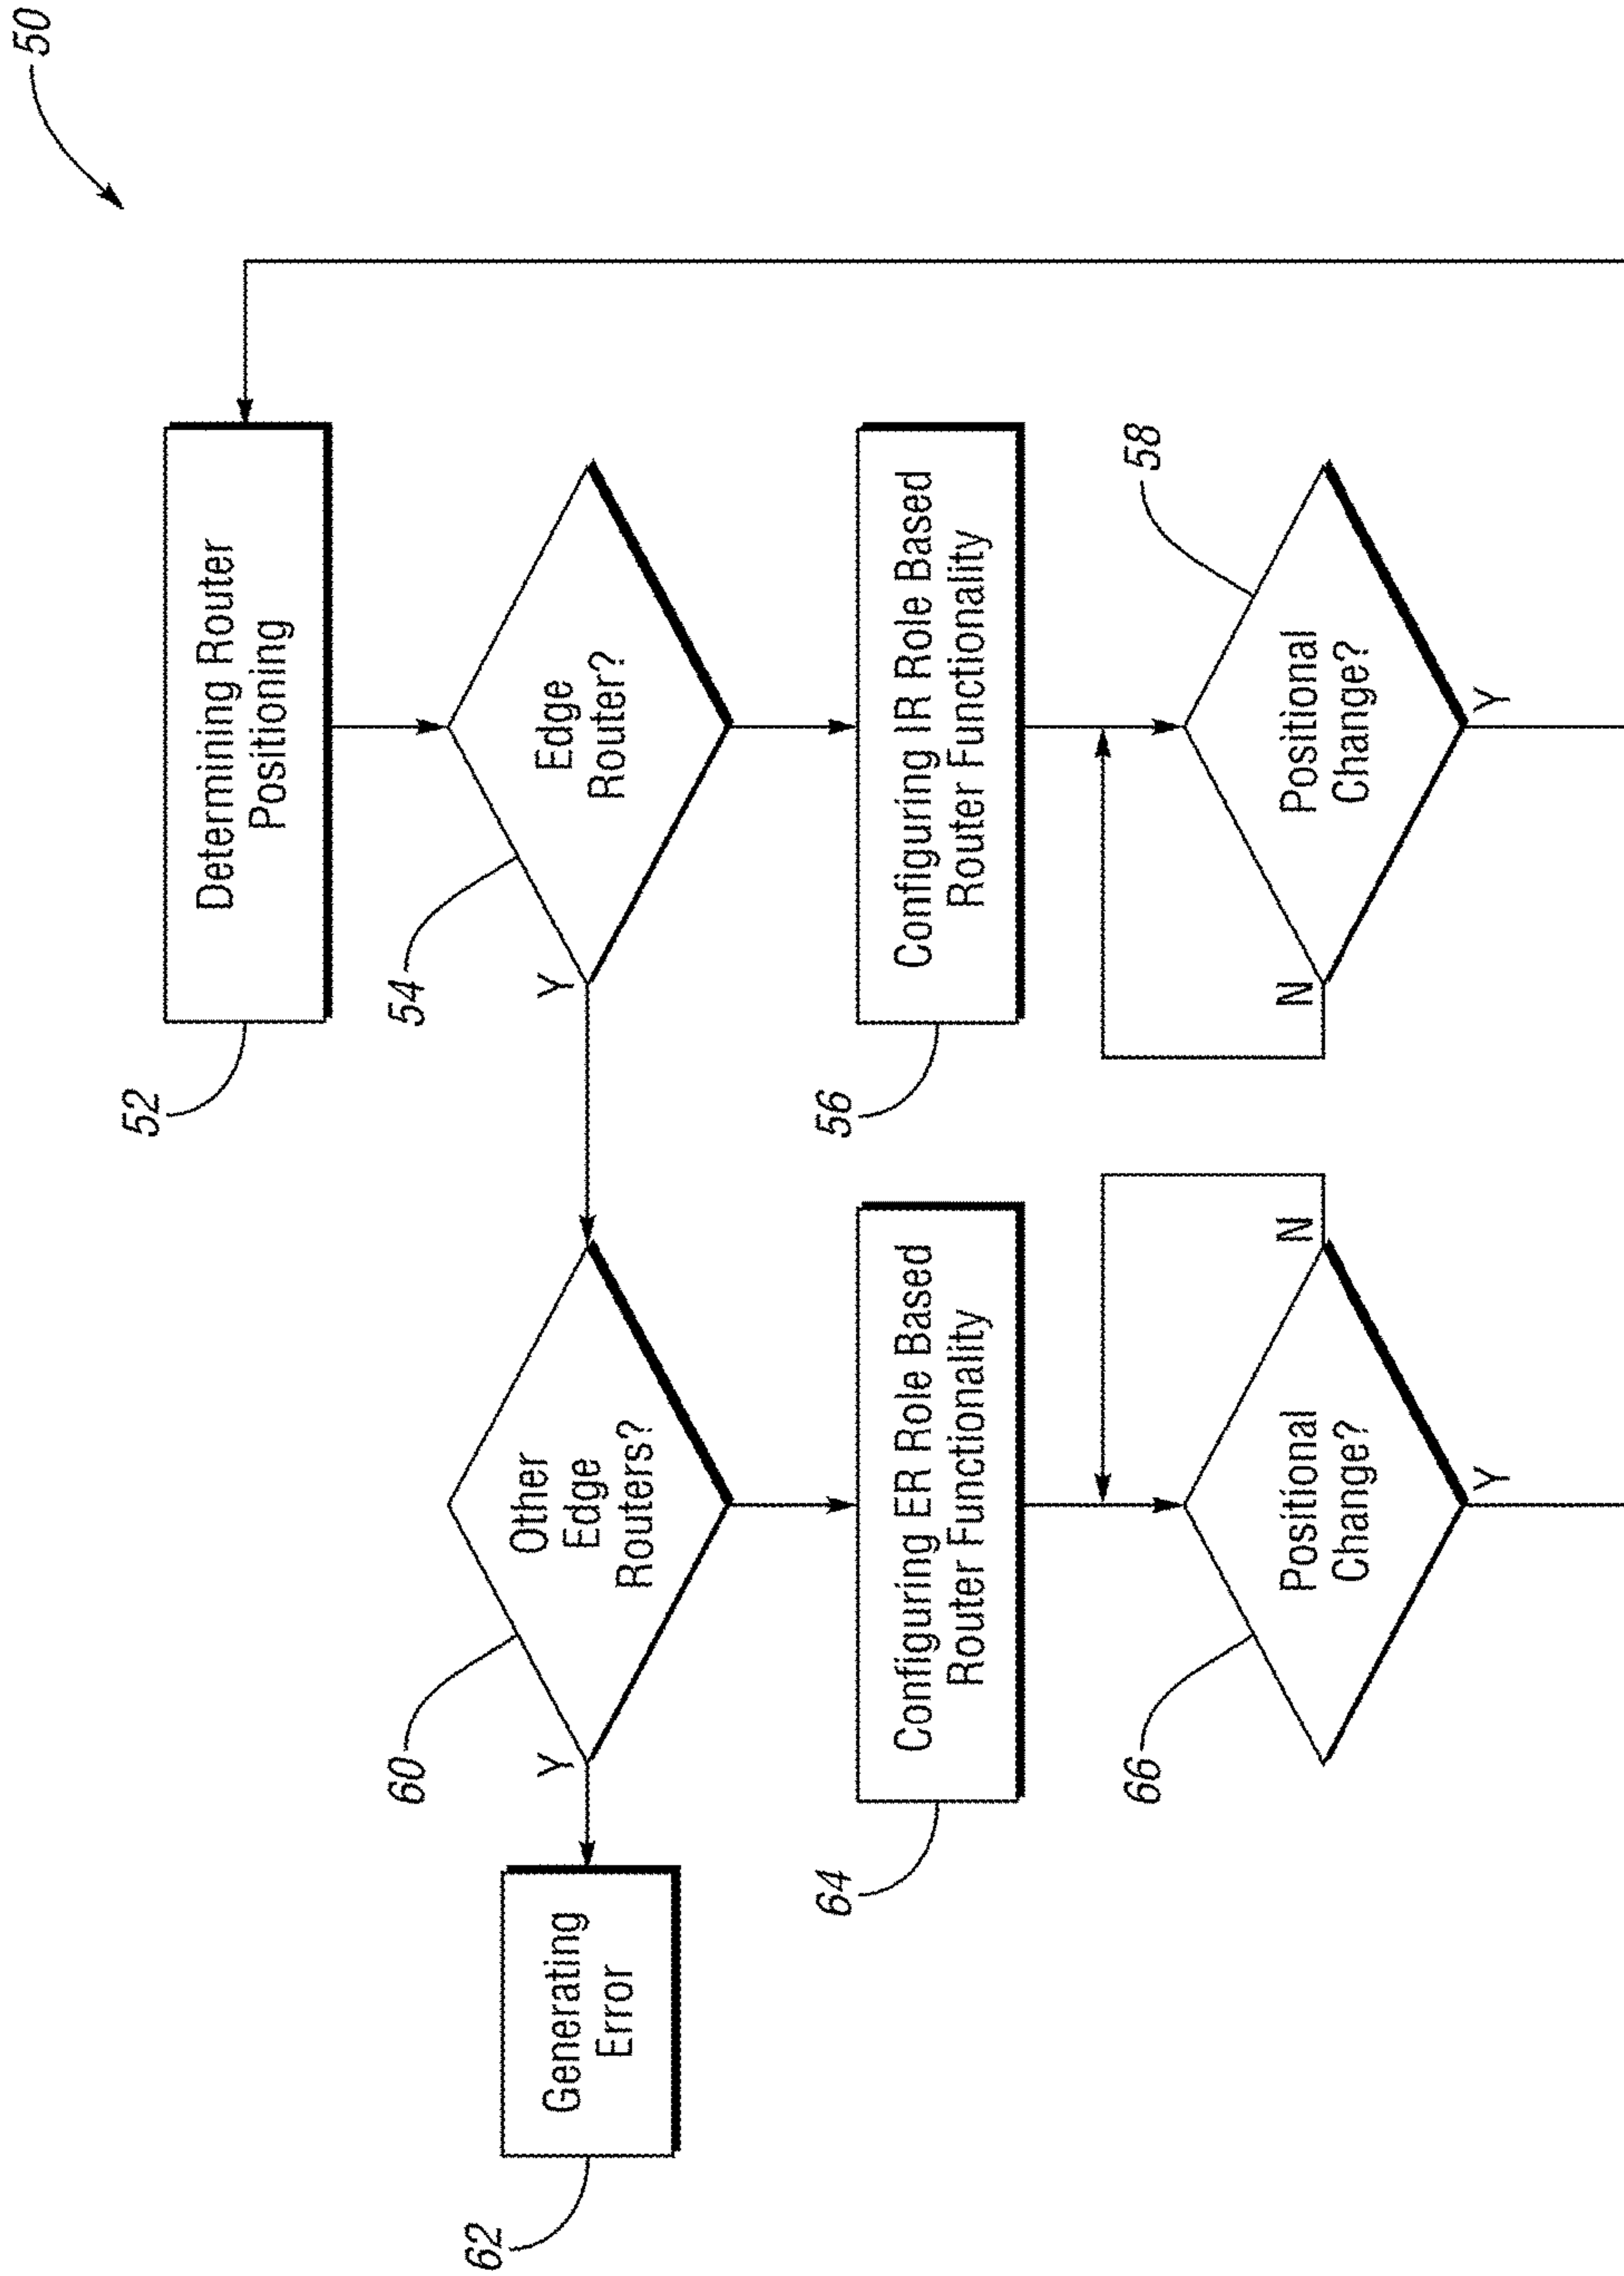 50
52
Determining Router
Positioning
54
Edge
Router?
Y
60
Other
Edge
Routers?
Y
62
Generating
Error
56
Configuring IR Role Based
Router Functionality
64
Configuring ER Role Based
Router Functionality
58
Positional
Change?
N
Y
66
Positional
Change?
N
Y